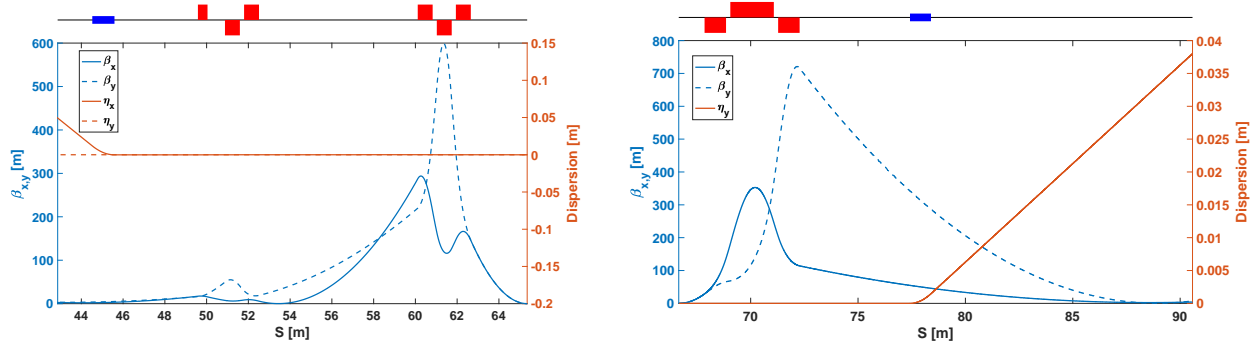 600
500
400
300
200
100
0
β_x,y [m]
44 46 48 50 52 54 56 58 60 62 64
S [m]
0.15
0.1
0.05
0
-0.05
-0.1
-0.15
-0.2
Dispersion [m]
β_x
β_y
η_x
η_y
800
700
600
500
400
300
200
100
0
β_x,y [m]
70 75 80 85 90
S [m]
0.04
0.035
0.03
0.025
0.02
0.015
0.01
0.005
0
Dispersion [m]
β_x
β_y
η_y